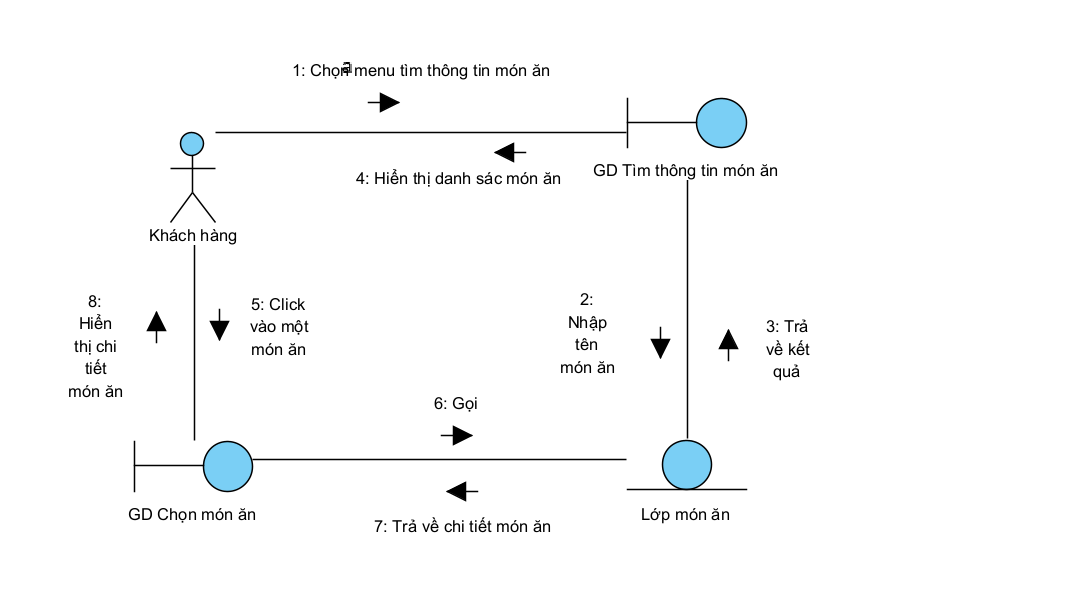 1: Chọn menu tìm thông tin món ăn
4: Hiển thị danh sác món ăn
GD Tìm thông tin món ăn
Khách hàng
8:
Hiển
thị chi
tiết
món ăn
5: Click
vào một
món ăn
2:
Nhập
tên
món ăn
3: Trả
về kết
quả
6: Gọi
7: Trả về chi tiết món ăn
GD Chọn món ăn
Lớp món ăn